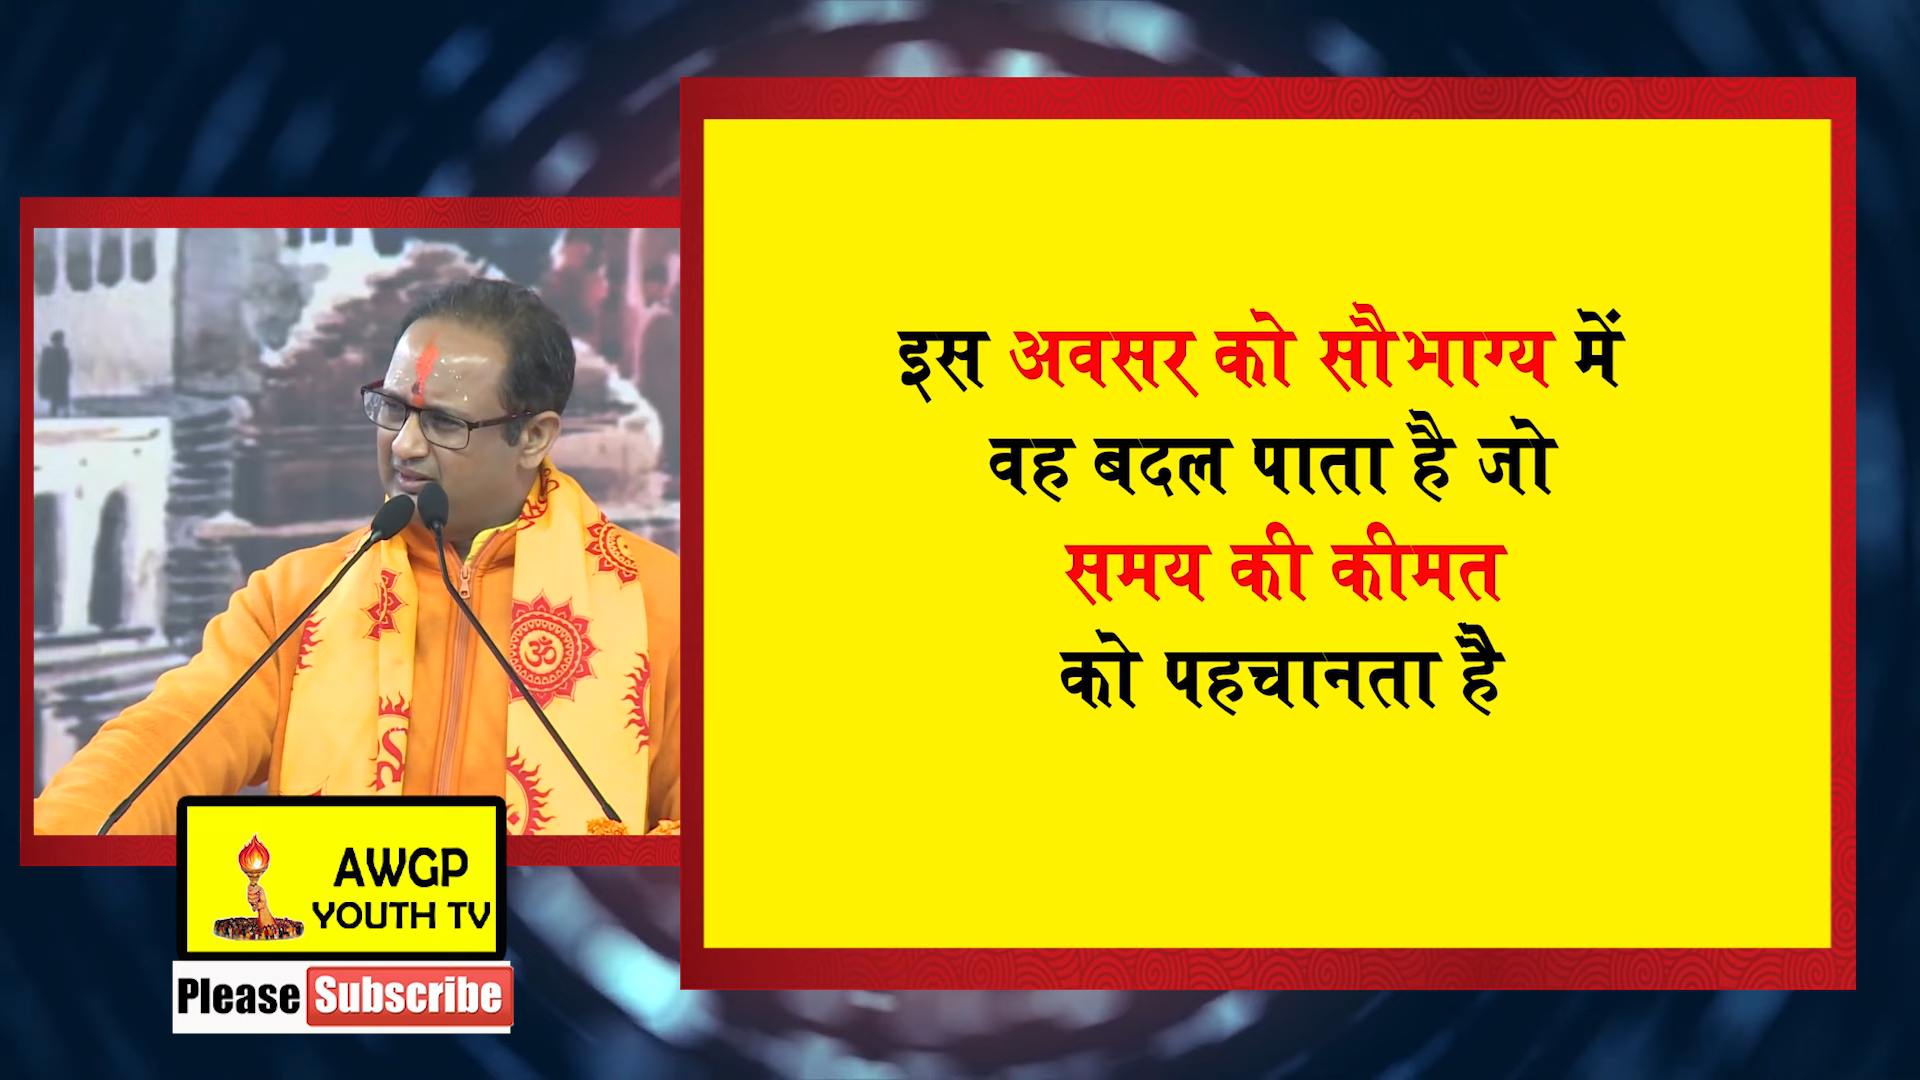 इस अवसर को सौभाग्य में
वह बदल पाता है जो
समय की कीमत
को पहचानता है
AWGP
YOUTH TV
Please Subscribe